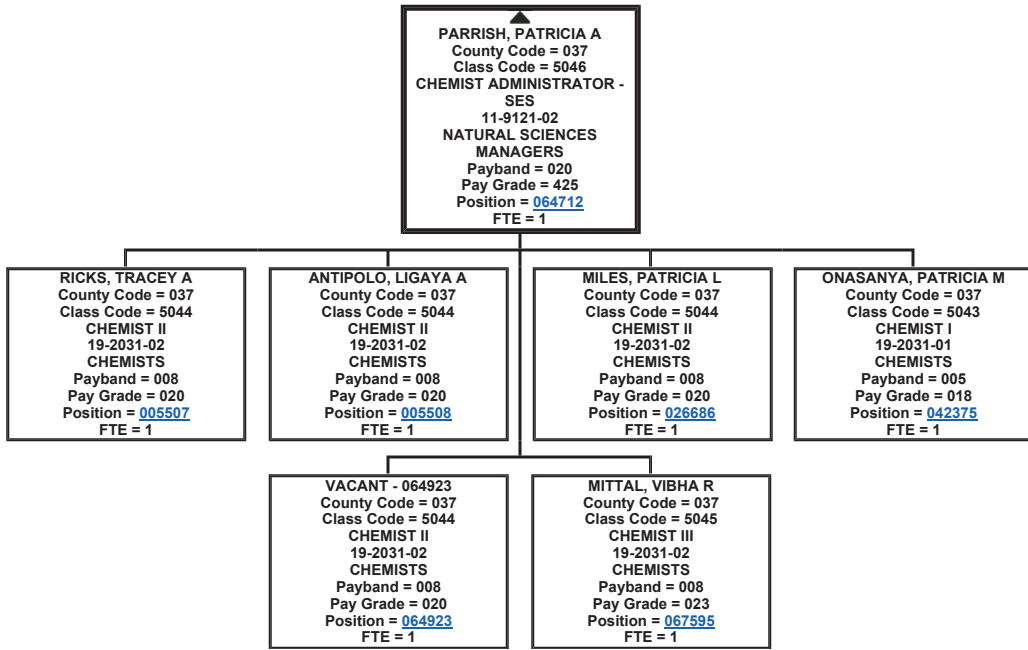 PARRISH, PATRICIA A
County Code = 037
Class Code = 5046
CHEMIST ADMINISTRATOR -
SES
11-9121-02
NATURAL SCIENCES
MANAGERS
Payband = 020
Pay Grade = 425
Position = 064712
FTE = 1
RICKS, TRACEY A
County Code = 037
Class Code = 5044
CHEMIST II
19-2031-02
CHEMISTS
Payband = 008
Pay Grade = 020
Position = 005507
FTE = 1
ANTIPOLO, LIGAYA A
County Code = 037
Class Code = 5044
CHEMIST II
19-2031-02
CHEMISTS
Payband = 008
Pay Grade = 020
Position = 005508
FTE = 1
MILES, PATRICIA L
County Code = 037
Class Code = 5044
CHEMIST II
19-2031-02
CHEMISTS
Payband = 008
Pay Grade = 020
Position = 026686
FTE = 1
ONASANYA, PATRICIA M
County Code = 037
Class Code = 5043
CHEMIST I
19-2031-01
CHEMISTS
Payband = 005
Pay Grade = 018
Position = 042375
FTE = 1
VACANT - 064923
County Code = 037
Class Code = 5044
CHEMIST II
19-2031-02
CHEMISTS
Payband = 008
Pay Grade = 020
Position = 064923
FTE = 1
MITTAL, VIBHA R
County Code = 037
Class Code = 5045
CHEMIST III
19-2031-02
CHEMISTS
Payband = 008
Pay Grade = 023
Position = 067595
FTE = 1